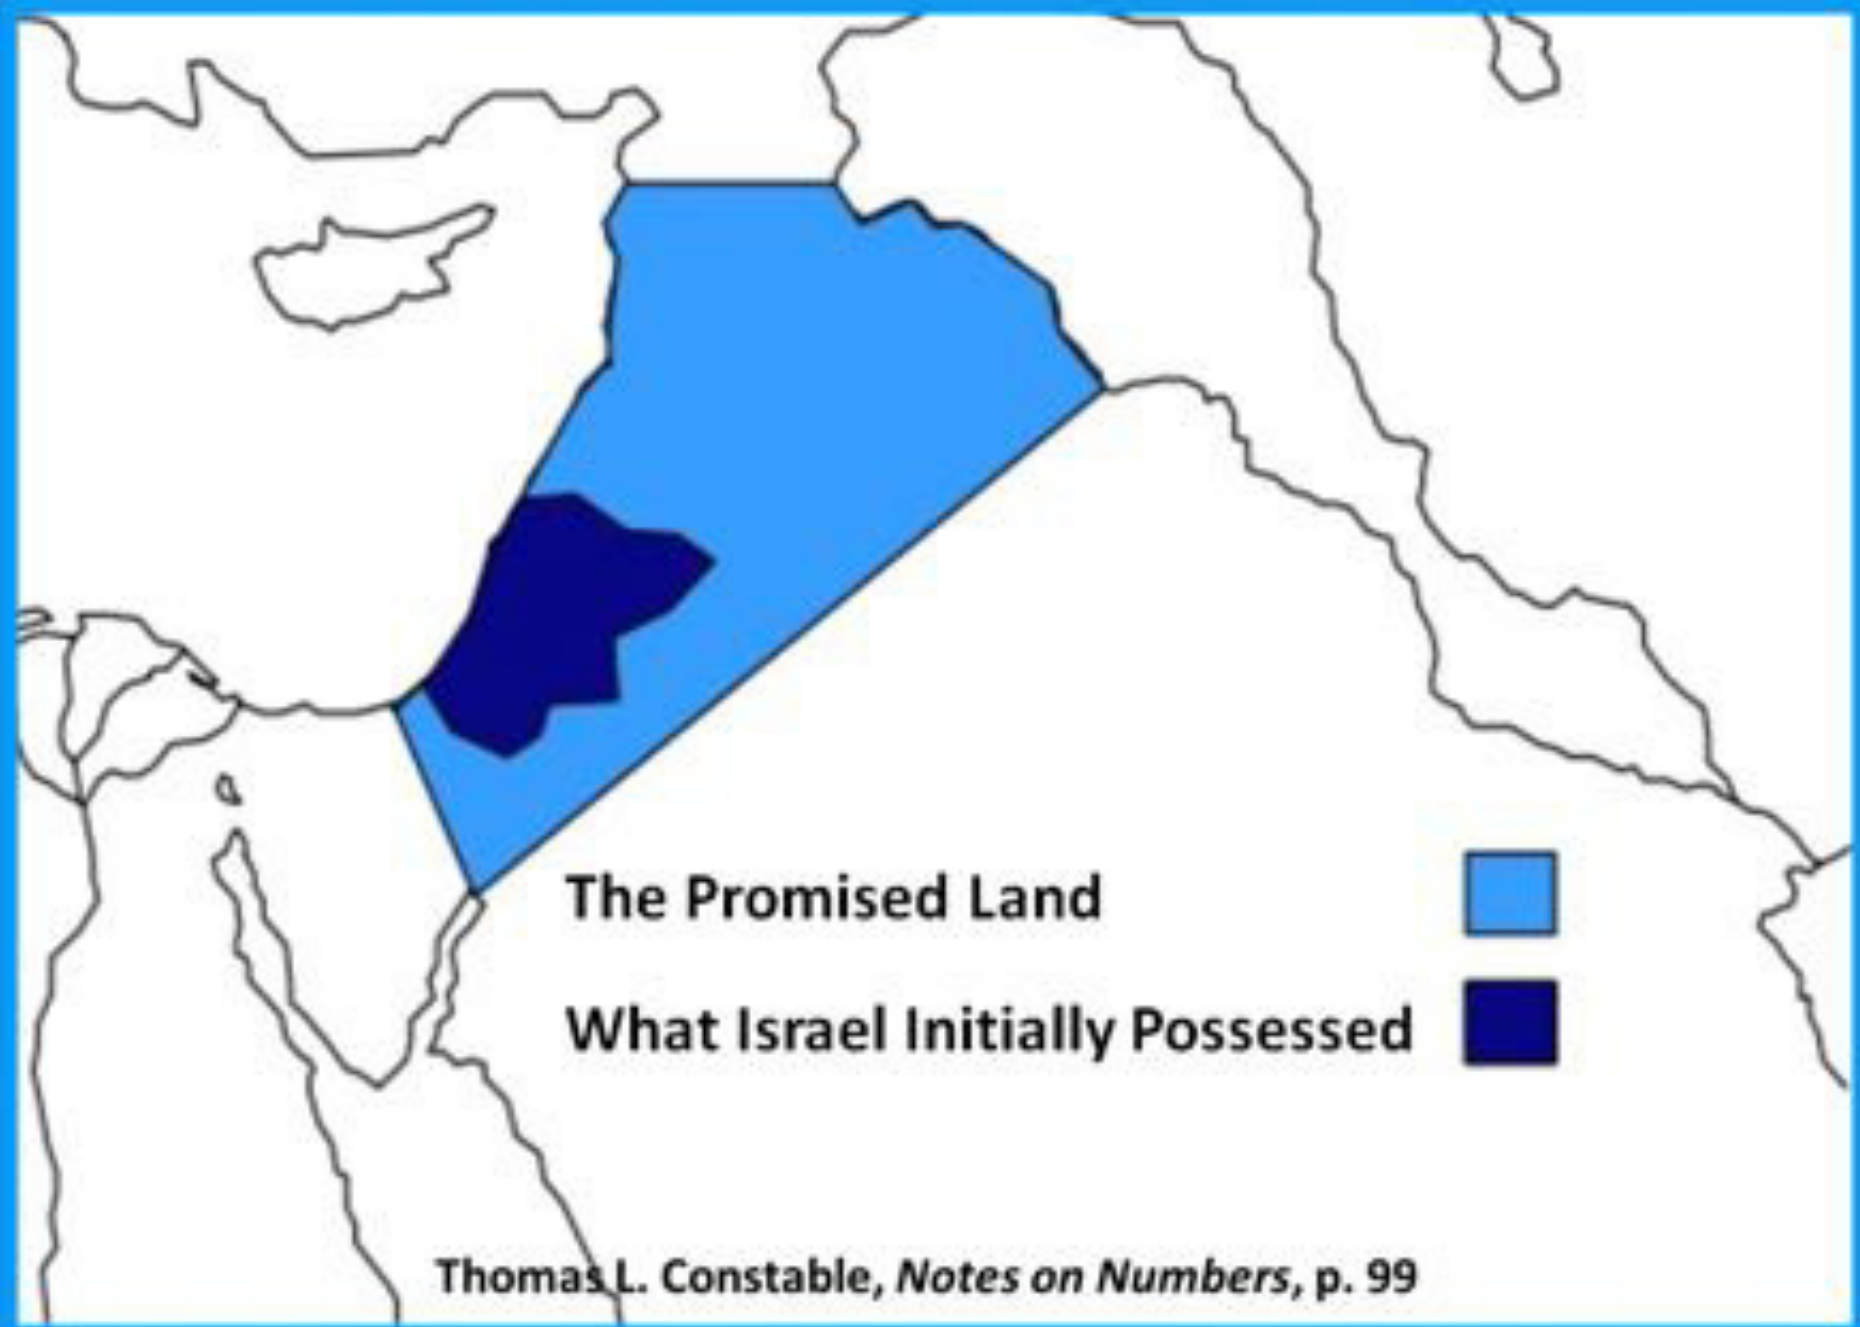 The Promised Land
What Israel Initially Possessed
Thomas L. Constable, Notes on Numbers, p. 99